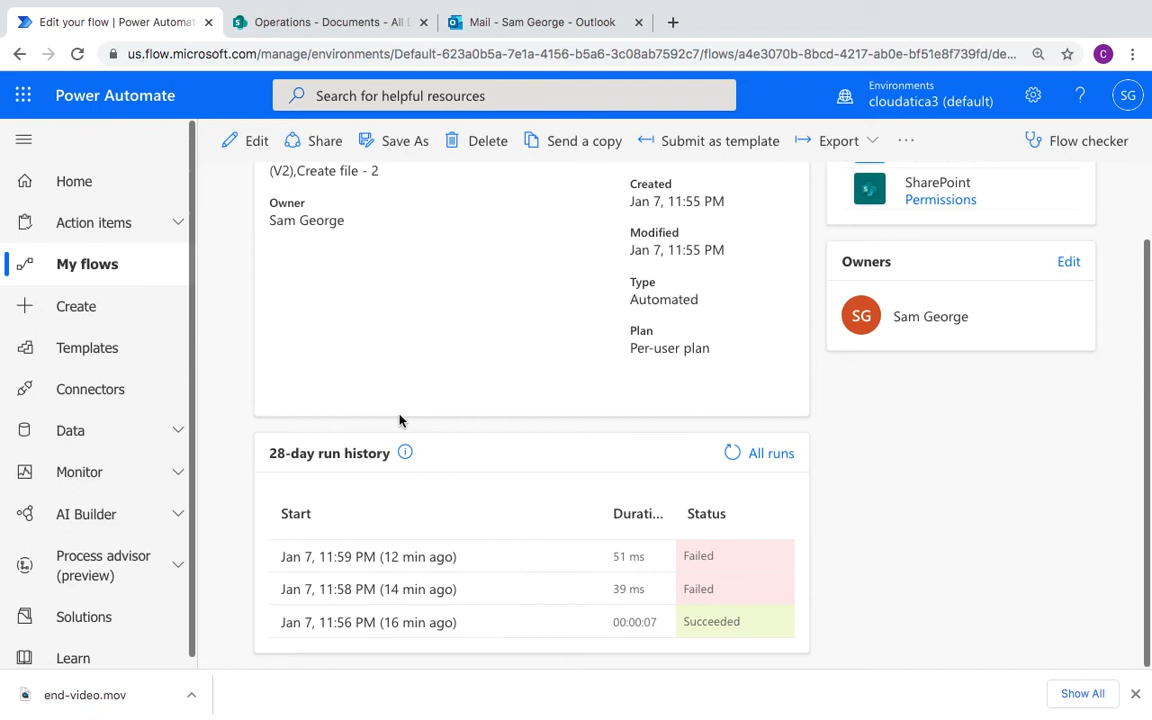 Edit your flow | Power Automat
Operations - Documents - All D
Mail - Sam George - Outlook
us.flow.microsoft.com/manage/environments/Default-623a0b5a-7e1a-4156-b5a6-3c08ab7592c7/flows/a4e3070b-8bcd-4217-ab0e-bf51e8f739fd/de...
C
Power Automate
Search for helpful resources
Environments
cloudatica3 (default)
?
SG
Edit
Share
Save As
Delete
Send a copy
Submit as template
Export
...
Flow checker
Home
Action items
My flows
Create
Templates
Connectors
Data
Monitor
AI Builder
Process advisor
(preview)
Solutions
Learn
(V2),Create file - 2
Owner
Sam George
Created
Jan 7, 11:55 PM
Modified
Jan 7, 11:55 PM
Type
Automated
Plan
Per-user plan
SharePoint
Permissions
Owners
Edit
SG
Sam George
28-day run history
All runs
Start Durati... Status
Jan 7, 11:59 PM (12 min ago) 51 ms Failed
Jan 7, 11:58 PM (14 min ago) 39 ms Failed
Jan 7, 11:56 PM (16 min ago) 00:00:07 Succeeded
end-video.mov
Show All